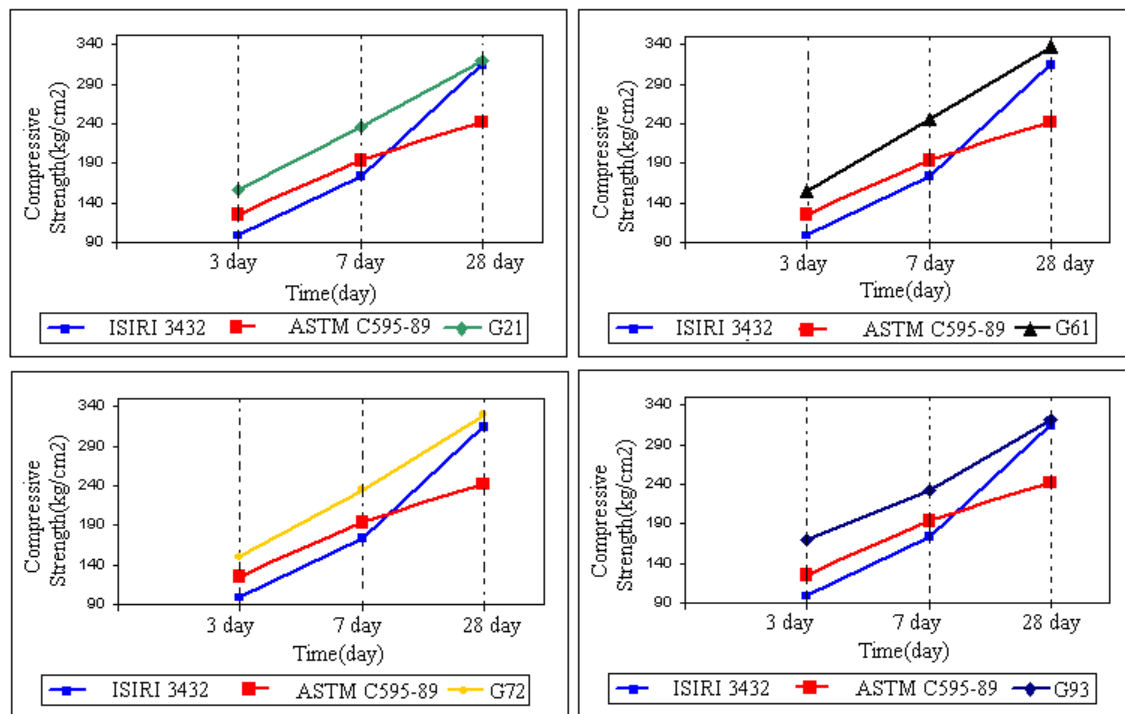 Compressive
Strength(kg/cm2)
340
290
240
190
140
90
3 day 7 day 28 day
Time(day)
ISIRI 3432 ASTM C595-89 G21
Compressive
Strength(kg/cm2)
340
290
240
190
140
90
3 day 7 day 28 day
Time(day)
ISIRI 3432 ASTM C595-89 G61
Compressive
Strength(kg/cm2)
340
290
240
190
140
90
3 day 7 day 28 day
Time(day)
ISIRI 3432 ASTM C595-89 G72
Compressive
Strength(kg/cm2)
340
290
240
190
140
90
3 day 7 day 28 day
Time(day)
ISIRI 3432 ASTM C595-89 G93